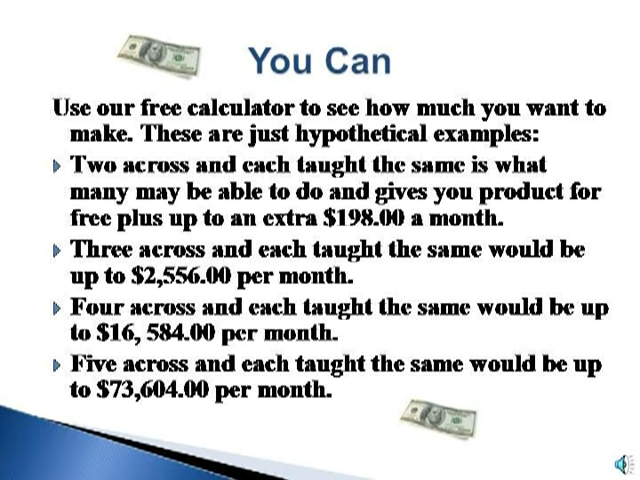 You Can
Use our free calculator to see how much you want to
make. These are just hypothetical examples:
Two across and each taught the same is what
many may be able to do and gives you product for
free plus up to an extra $198.00 a month.
Three across and each taught the same would be
up to $2,556.00 per month.
Four across and each taught the same would be up
to $16, 584.00 per month.
Five across and each taught the same would be up
to $73,604.00 per month.